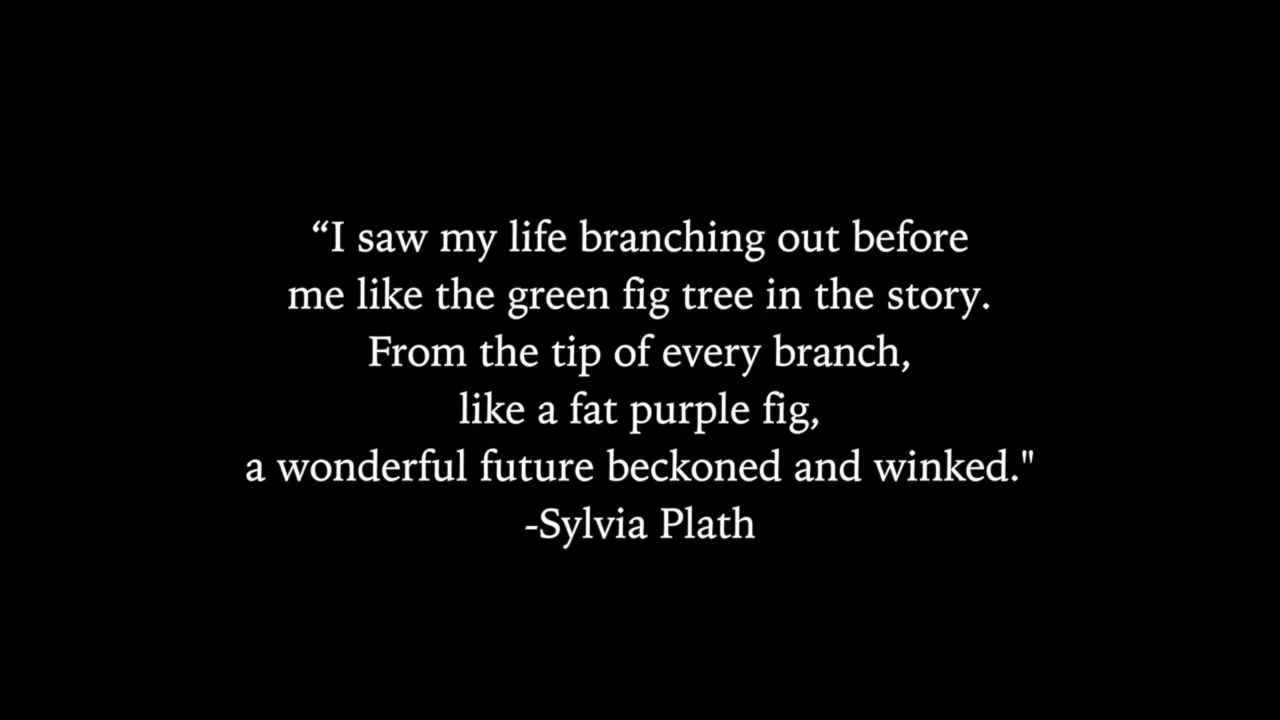 “I saw my life branching out before
me like the green fig tree in the story.
From the tip of every branch,
like a fat purple fig,
a wonderful future beckoned and winked."
-Sylvia Plath